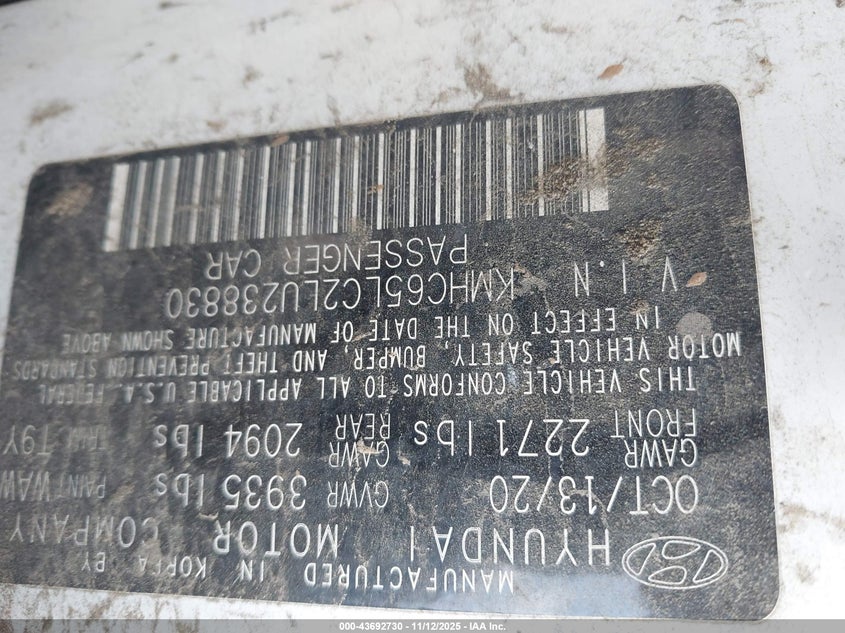 MANUFACTURED IN KOREA BY
HYUNDAI MOTOR COMPANY
OCT/13/20 GVWR 3935 lbs PAINT WAW
GAWR FRONT 2271 lbs GAWR REAR 2094 lbs TRIM T9Y
THIS VEHICLE CONFORMS TO ALL APPLICABLE U.S.A. FEDERAL
MOTOR VEHICLE SAFETY, BUMPER, AND THEFT PREVENTION STANDARDS
IN EFFECT ON THE DATE OF MANUFACTURE SHOWN ABOVE
V.I.N KMHC65LC2LU238830
PASSENGER CAR
000-43692730 - 11/12/2025 - IAA Inc.